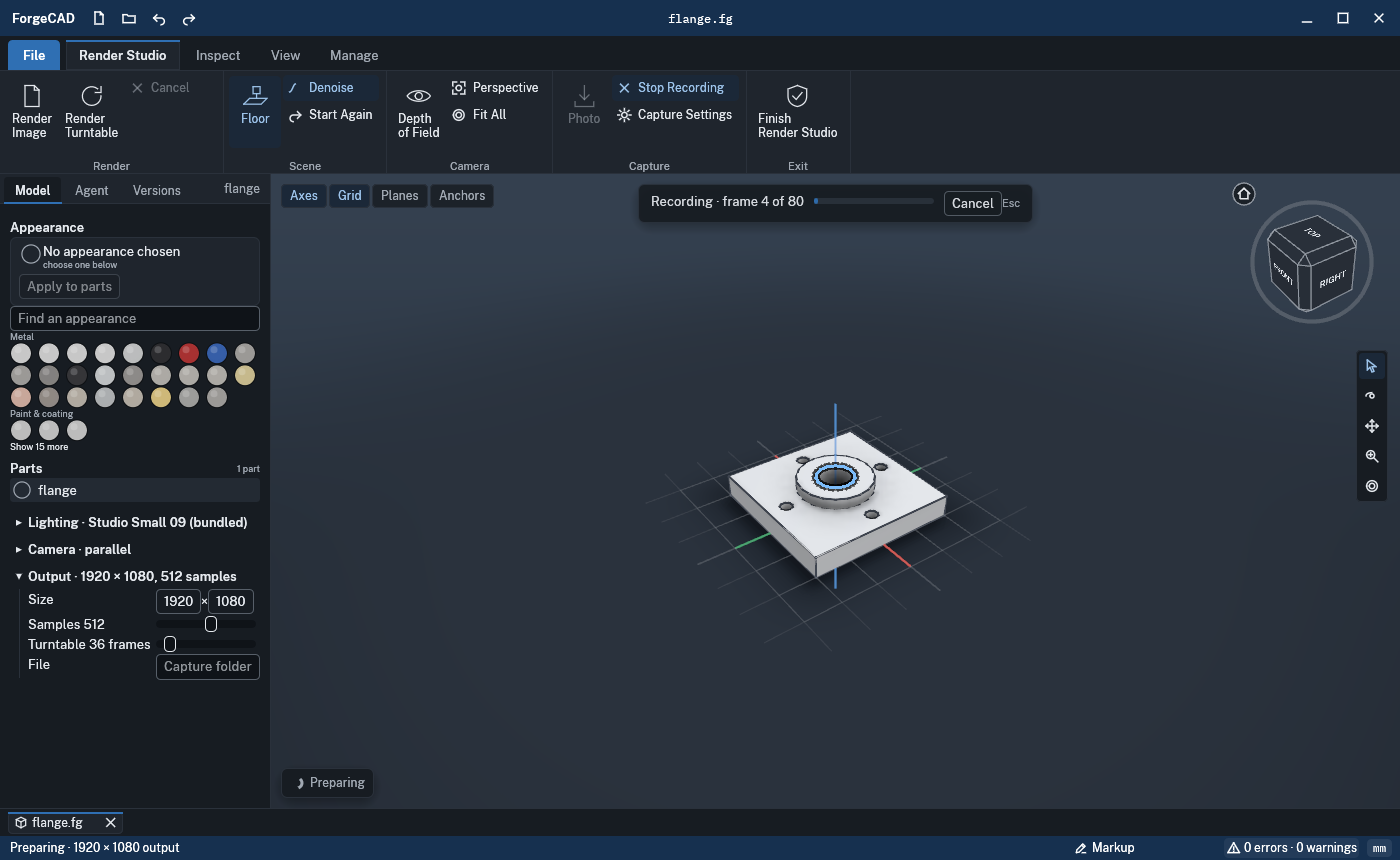 ForgeCAD
flange.fg
File
Render Studio
Inspect
View
Manage
Render
Image
Render
Turntable
Cancel
Render
Floor
Denoise
Start Again
Scene
Depth
of Field
Perspective
Fit All
Camera
Photo
Stop Recording
Capture Settings
Capture
Finish
Render Studio
Exit
Model
Agent
Versions
flange
Axes
Grid
Planes
Anchors
Recording · frame 4 of 80
Cancel
Esc
TOP
FRONT
RIGHT
Appearance
No appearance chosen
choose one below
Apply to parts
Find an appearance
Metal
Paint & coating
Show 15 more
Parts
1 part
flange
Lighting · Studio Small 09 (bundled)
Camera · parallel
Output · 1920 × 1080, 512 samples
Size
1920 × 1080
Samples 512
Turntable 36 frames
File
Capture folder
Preparing
flange.fg
Preparing · 1920 × 1080 output
Markup
0 errors · 0 warnings
mm